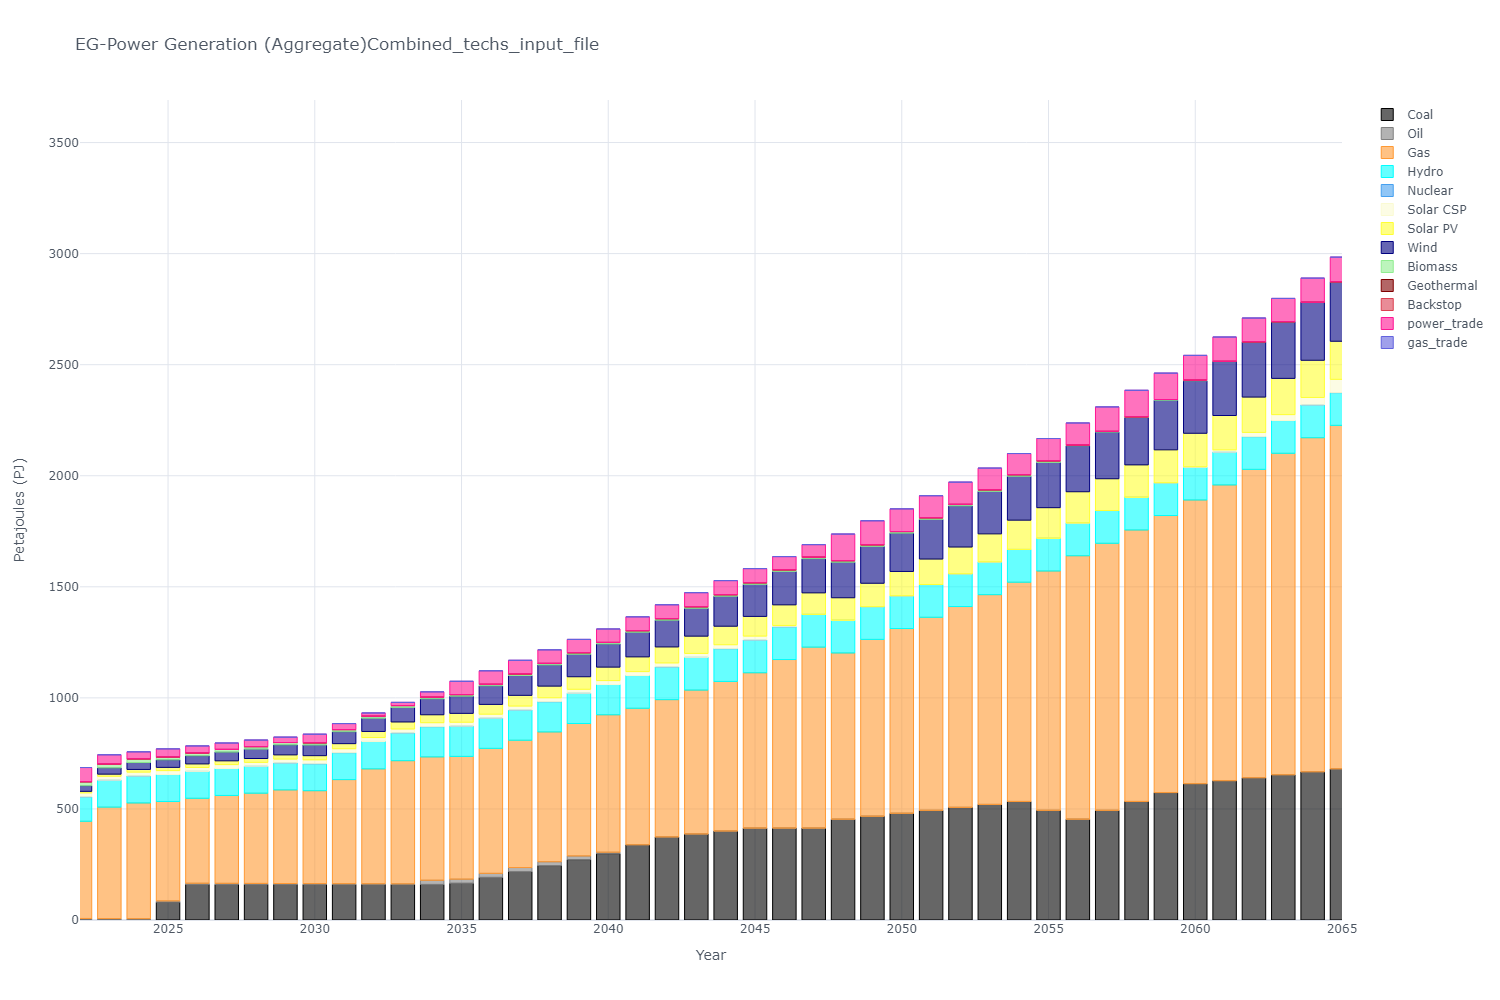 EG-Power Generation (Aggregate)Combined_techs_input_file
Petajoules (PJ)
3500
3000
2500
2000
1500
1000
500
0
2025
2030
2035
2040
2045
2050
2055
2060
2065
Year
Coal
Oil
Gas
Hydro
Nuclear
Solar CSP
Solar PV
Wind
Biomass
Geothermal
Backstop
power_trade
gas_trade